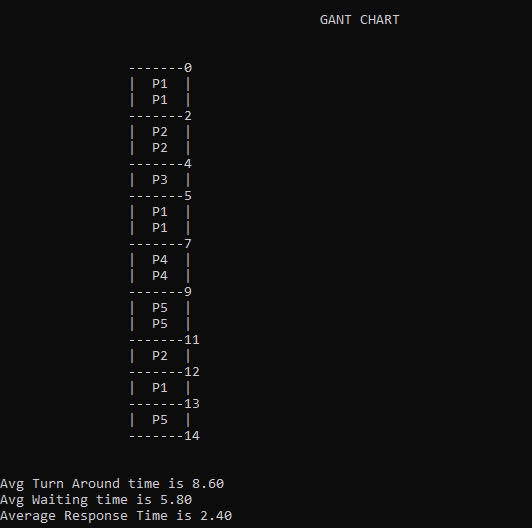 GANT CHART
-------0
| P1 |
| P1 |
-------2
| P2 |
| P2 |
-------4
| P3 |
-------5
| P1 |
| P1 |
-------7
| P4 |
| P4 |
-------9
| P5 |
| P5 |
-------11
| P2 |
-------12
| P1 |
-------13
| P5 |
-------14
Avg Turn Around time is 8.60
Avg Waiting time is 5.80
Average Response Time is 2.40